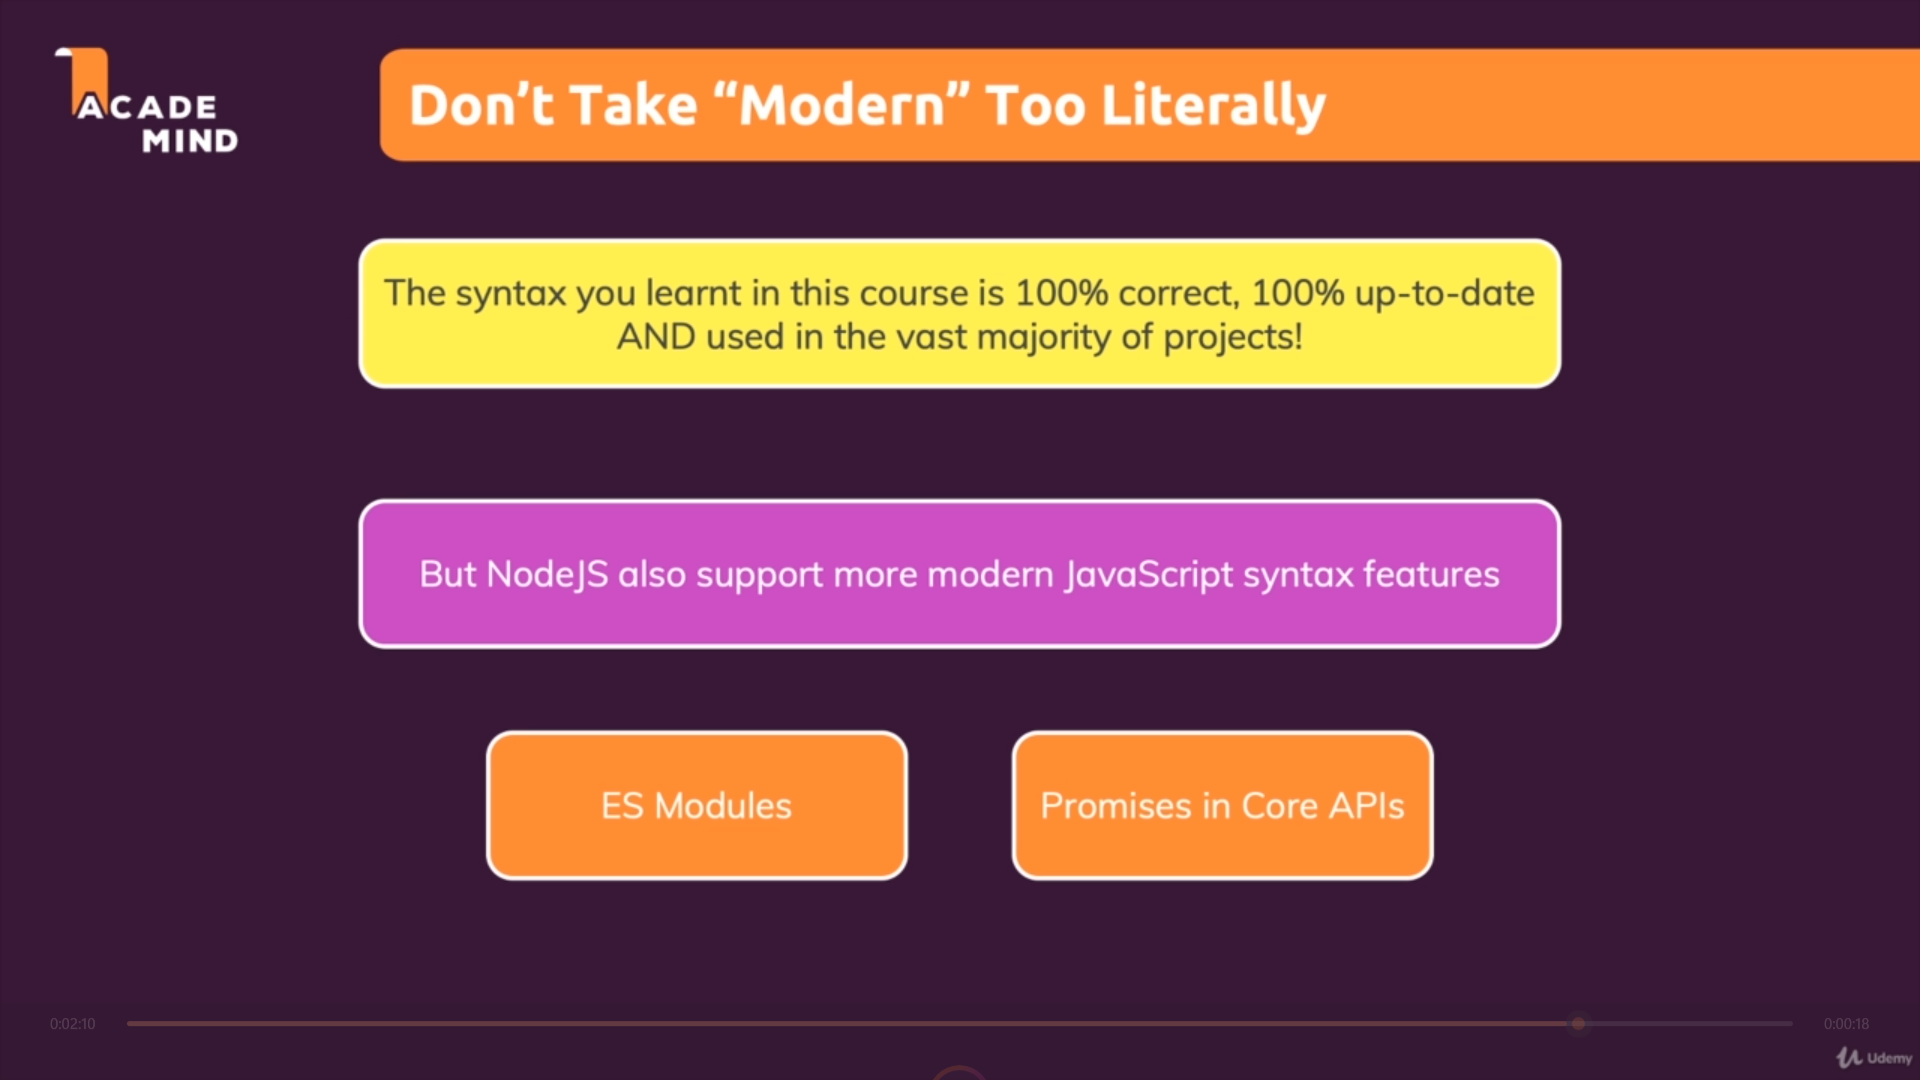 ACADE
MIND
Don't Take “Modern” Too Literally
The syntax you learnt in this course is 100% correct, 100% up-to-date
AND used in the vast majority of projects!
But NodeJS also support more modern JavaScript syntax features
ES Modules
Promises in Core APIs
0:02:10
0:00:18
Udemy